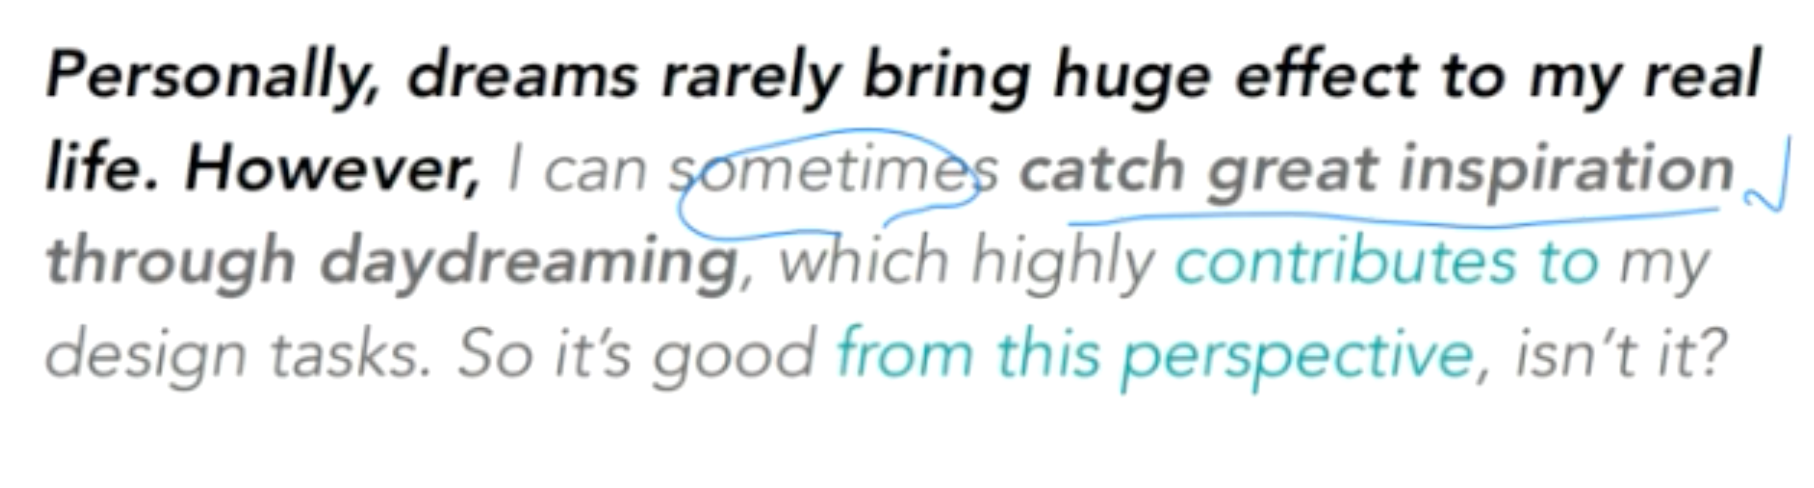 Personally, dreams rarely bring huge effect to my real
life. However, I can sometimes catch great inspiration
through daydreaming, which highly contributes to my
design tasks. So it's good from this perspective, isn't it?